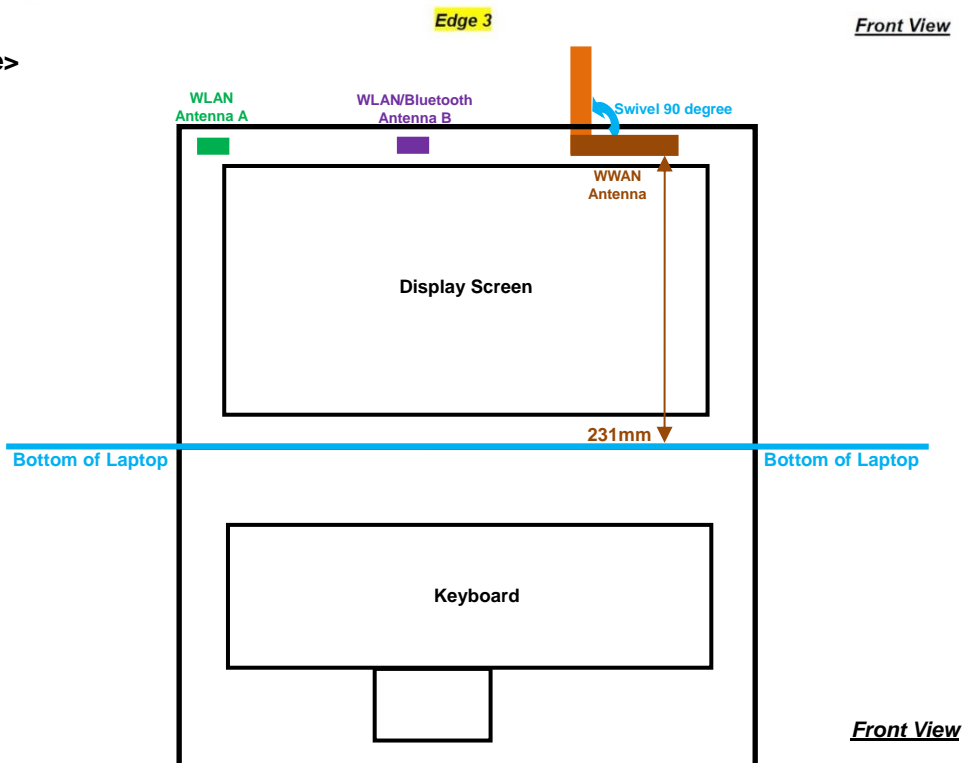 Edge 3
Front View
e>
WLAN
Antenna A
WLAN/Bluetooth
Antenna B
Swivel 90 degree
WWAN
Antenna
Display Screen
231mm
Bottom of Laptop
Bottom of Laptop
Keyboard
Front View